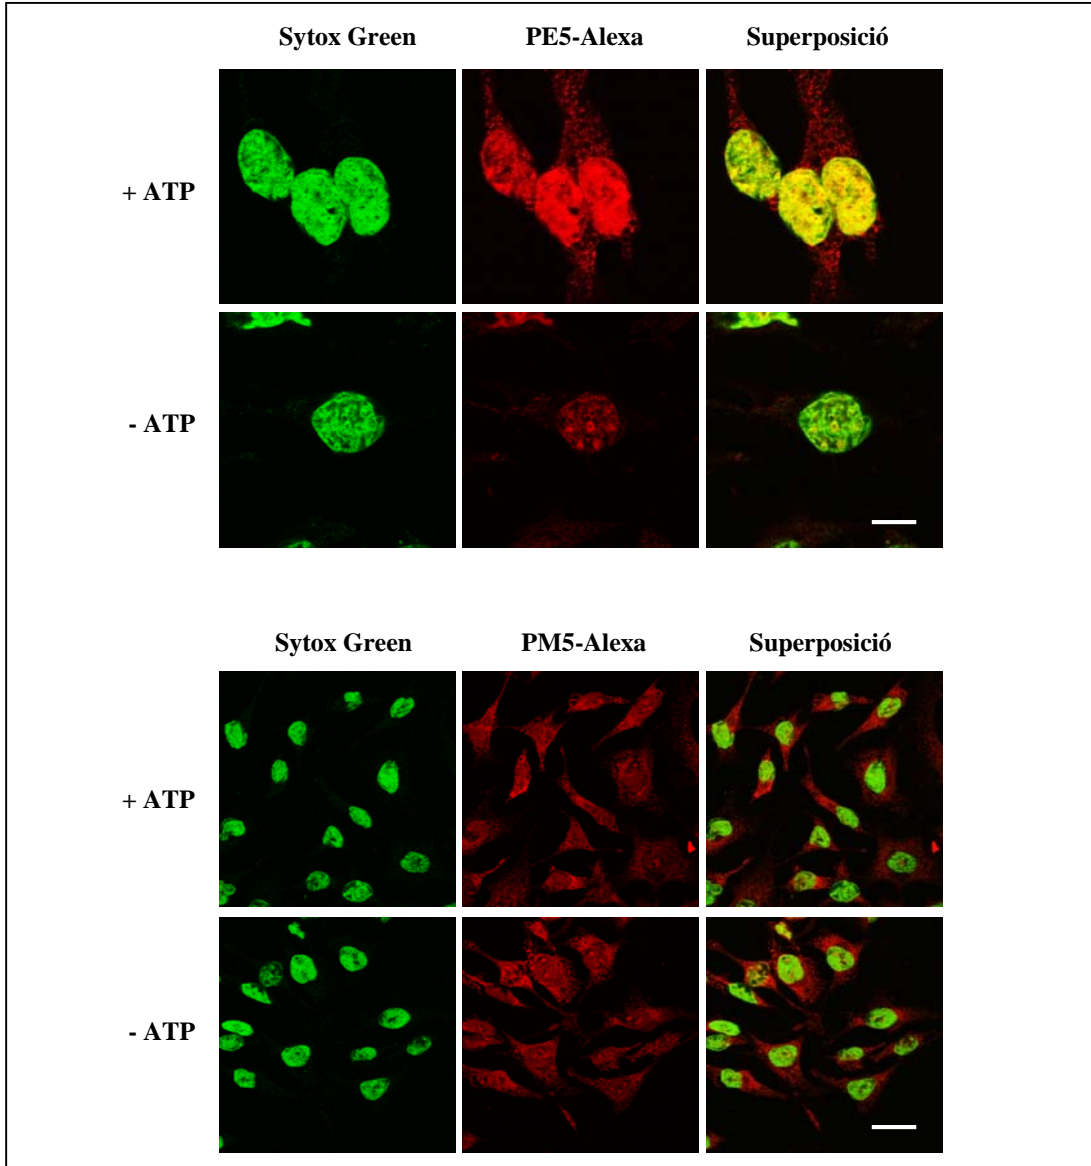 Sytox Green PE5-Alexa Superposició
+ ATP
- ATP
Sytox Green PM5-Alexa Superposició
+ ATP
- ATP